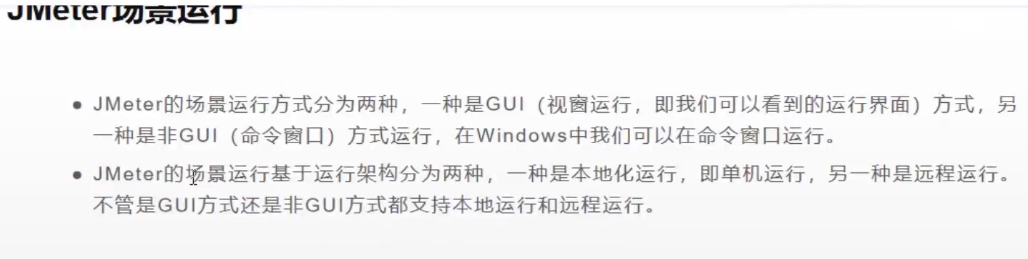 JMeter场景运行
JMeter的场景运行方式分为两种，一种是GUI（视窗运行，即我们可以看到的运行界面）方式，另
一种是非GUI（命令窗口）方式运行，在Windows中我们可以在命令窗口运行。
JMeter的场景运行基于运行架构分为两种，一种是本地化运行，即单机运行，另一种是远程运行。
不管是GUI方式还是非GUI方式都支持本地运行和远程运行。